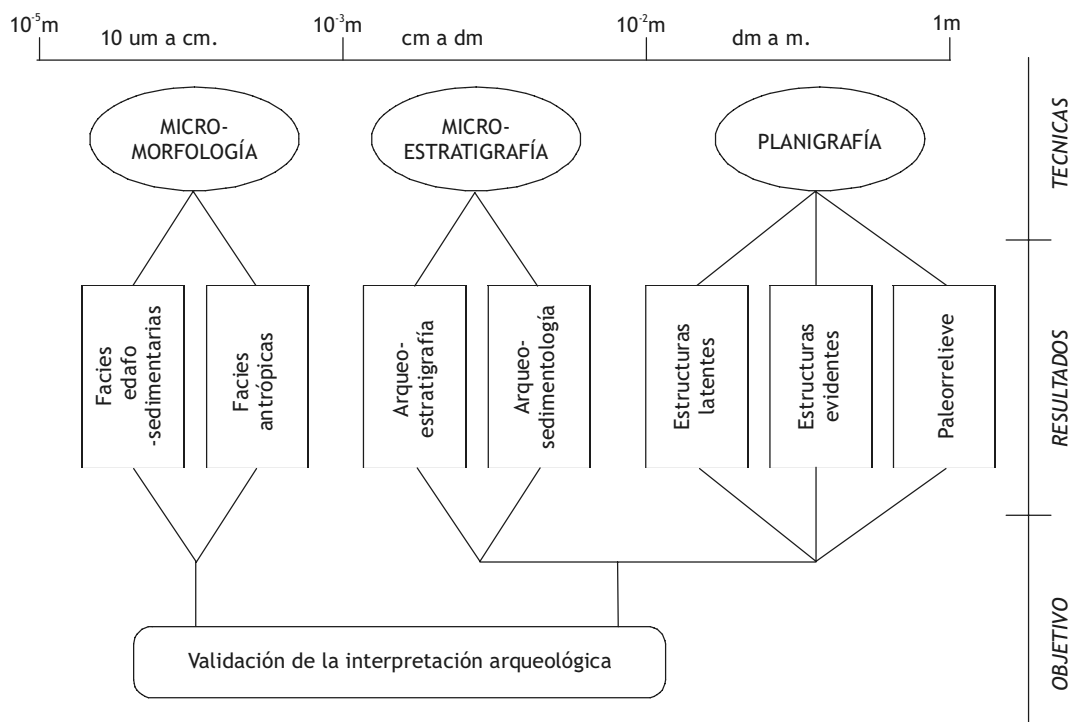 10⁻⁵m
10⁻³m
10⁻²m
1m
10 um a cm.
cm a dm
dm a m.
MICRO-
MORFOLOGÍA
MICRO-
ESTRATIGRAFÍA
PLANIGRAFÍA
TECNICAS
Facies
edafo
-sedimentarias
Facies
antrópicas
Arqueo-
estratigrafía
Arqueo-
sedimentología
Estructuras
latentes
Estructuras
evidentes
Paleorrelieve
RESULTADOS
Validación de la interpretación arqueológica
OBJETIVO